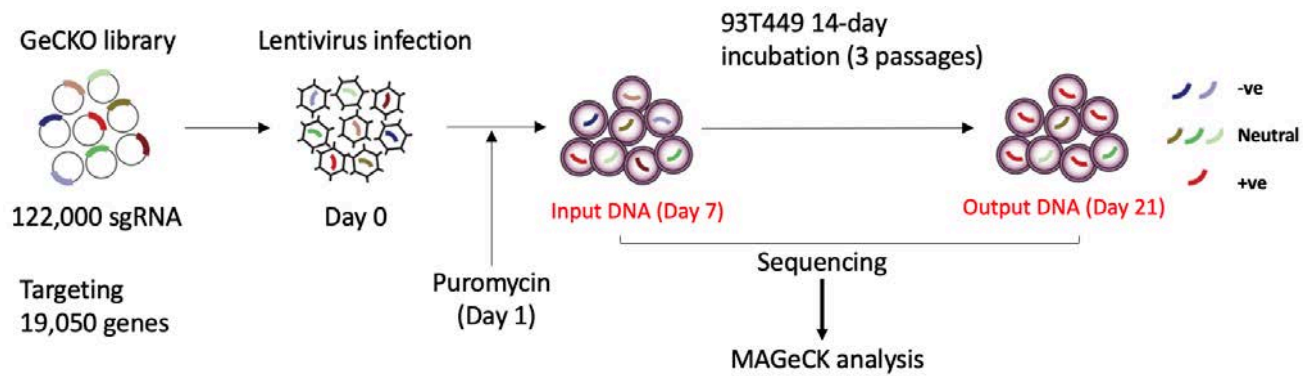 GeCKO library
122,000 sgRNA
Targeting
19,050 genes
Lentivirus infection
Day 0
Puromycin
(Day 1)
Input DNA (Day 7)
93T449 14-day
incubation (3 passages)
Output DNA (Day 21)
Sequencing
MAGeCK analysis
-ve
Neutral
+ve